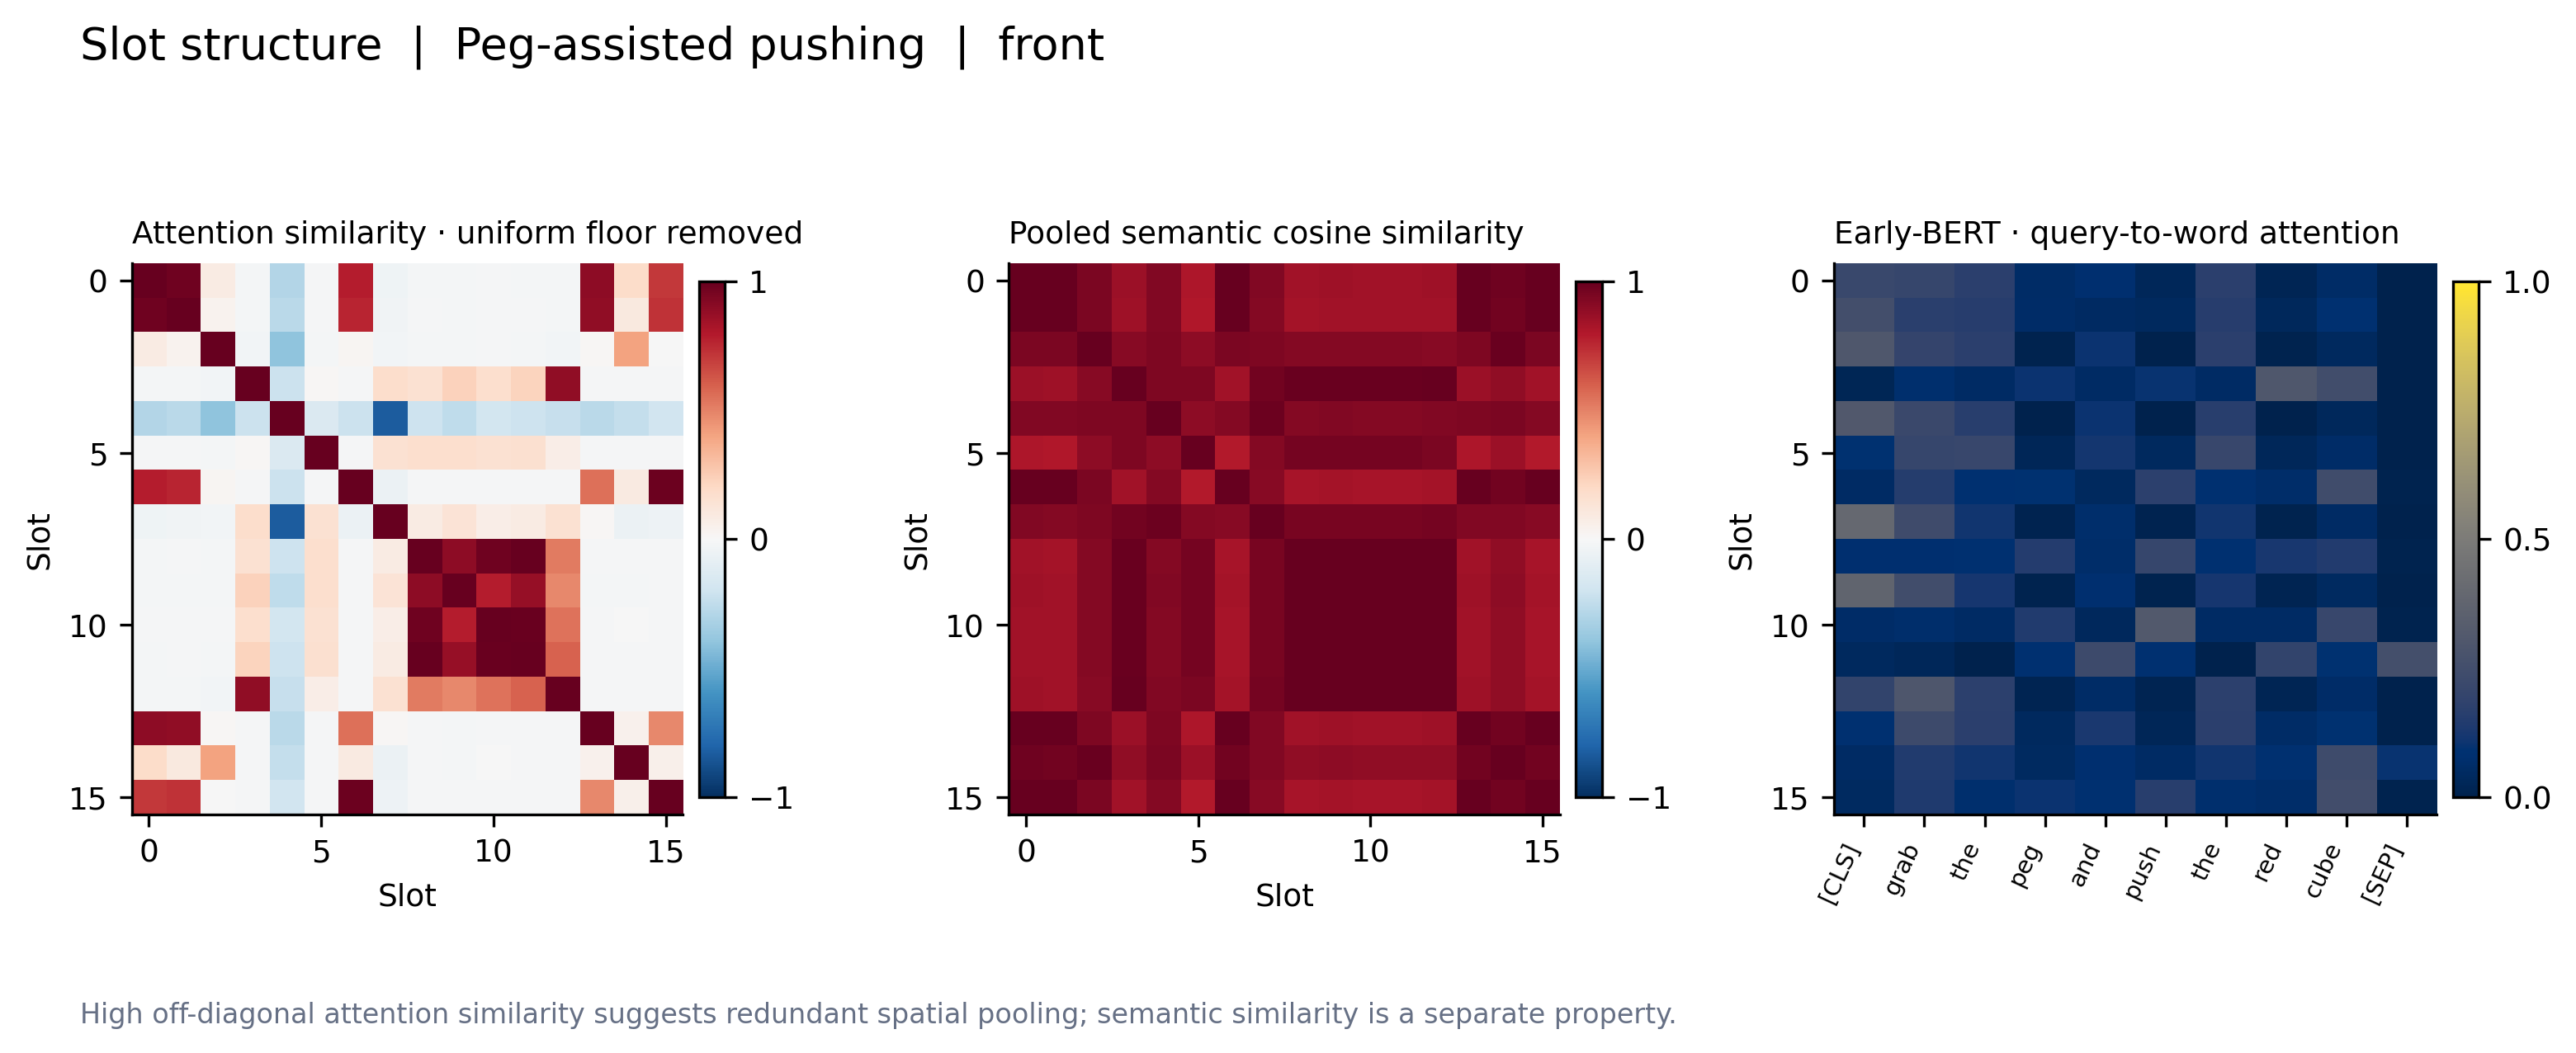 Slot structure | Peg-assisted pushing | front
Attention similarity · uniform floor removed
0
5
10
15
Slot
0
5
10
15
Slot
1
0
−1
Pooled semantic cosine similarity
0
5
10
15
Slot
0
5
10
15
Slot
1
0
−1
Early-BERT · query-to-word attention
0
5
10
15
Slot
[CLS]
grab
the
peg
and
push
the
red
cube
[SEP]
1.0
0.5
0.0
High off-diagonal attention similarity suggests redundant spatial pooling; semantic similarity is a separate property.